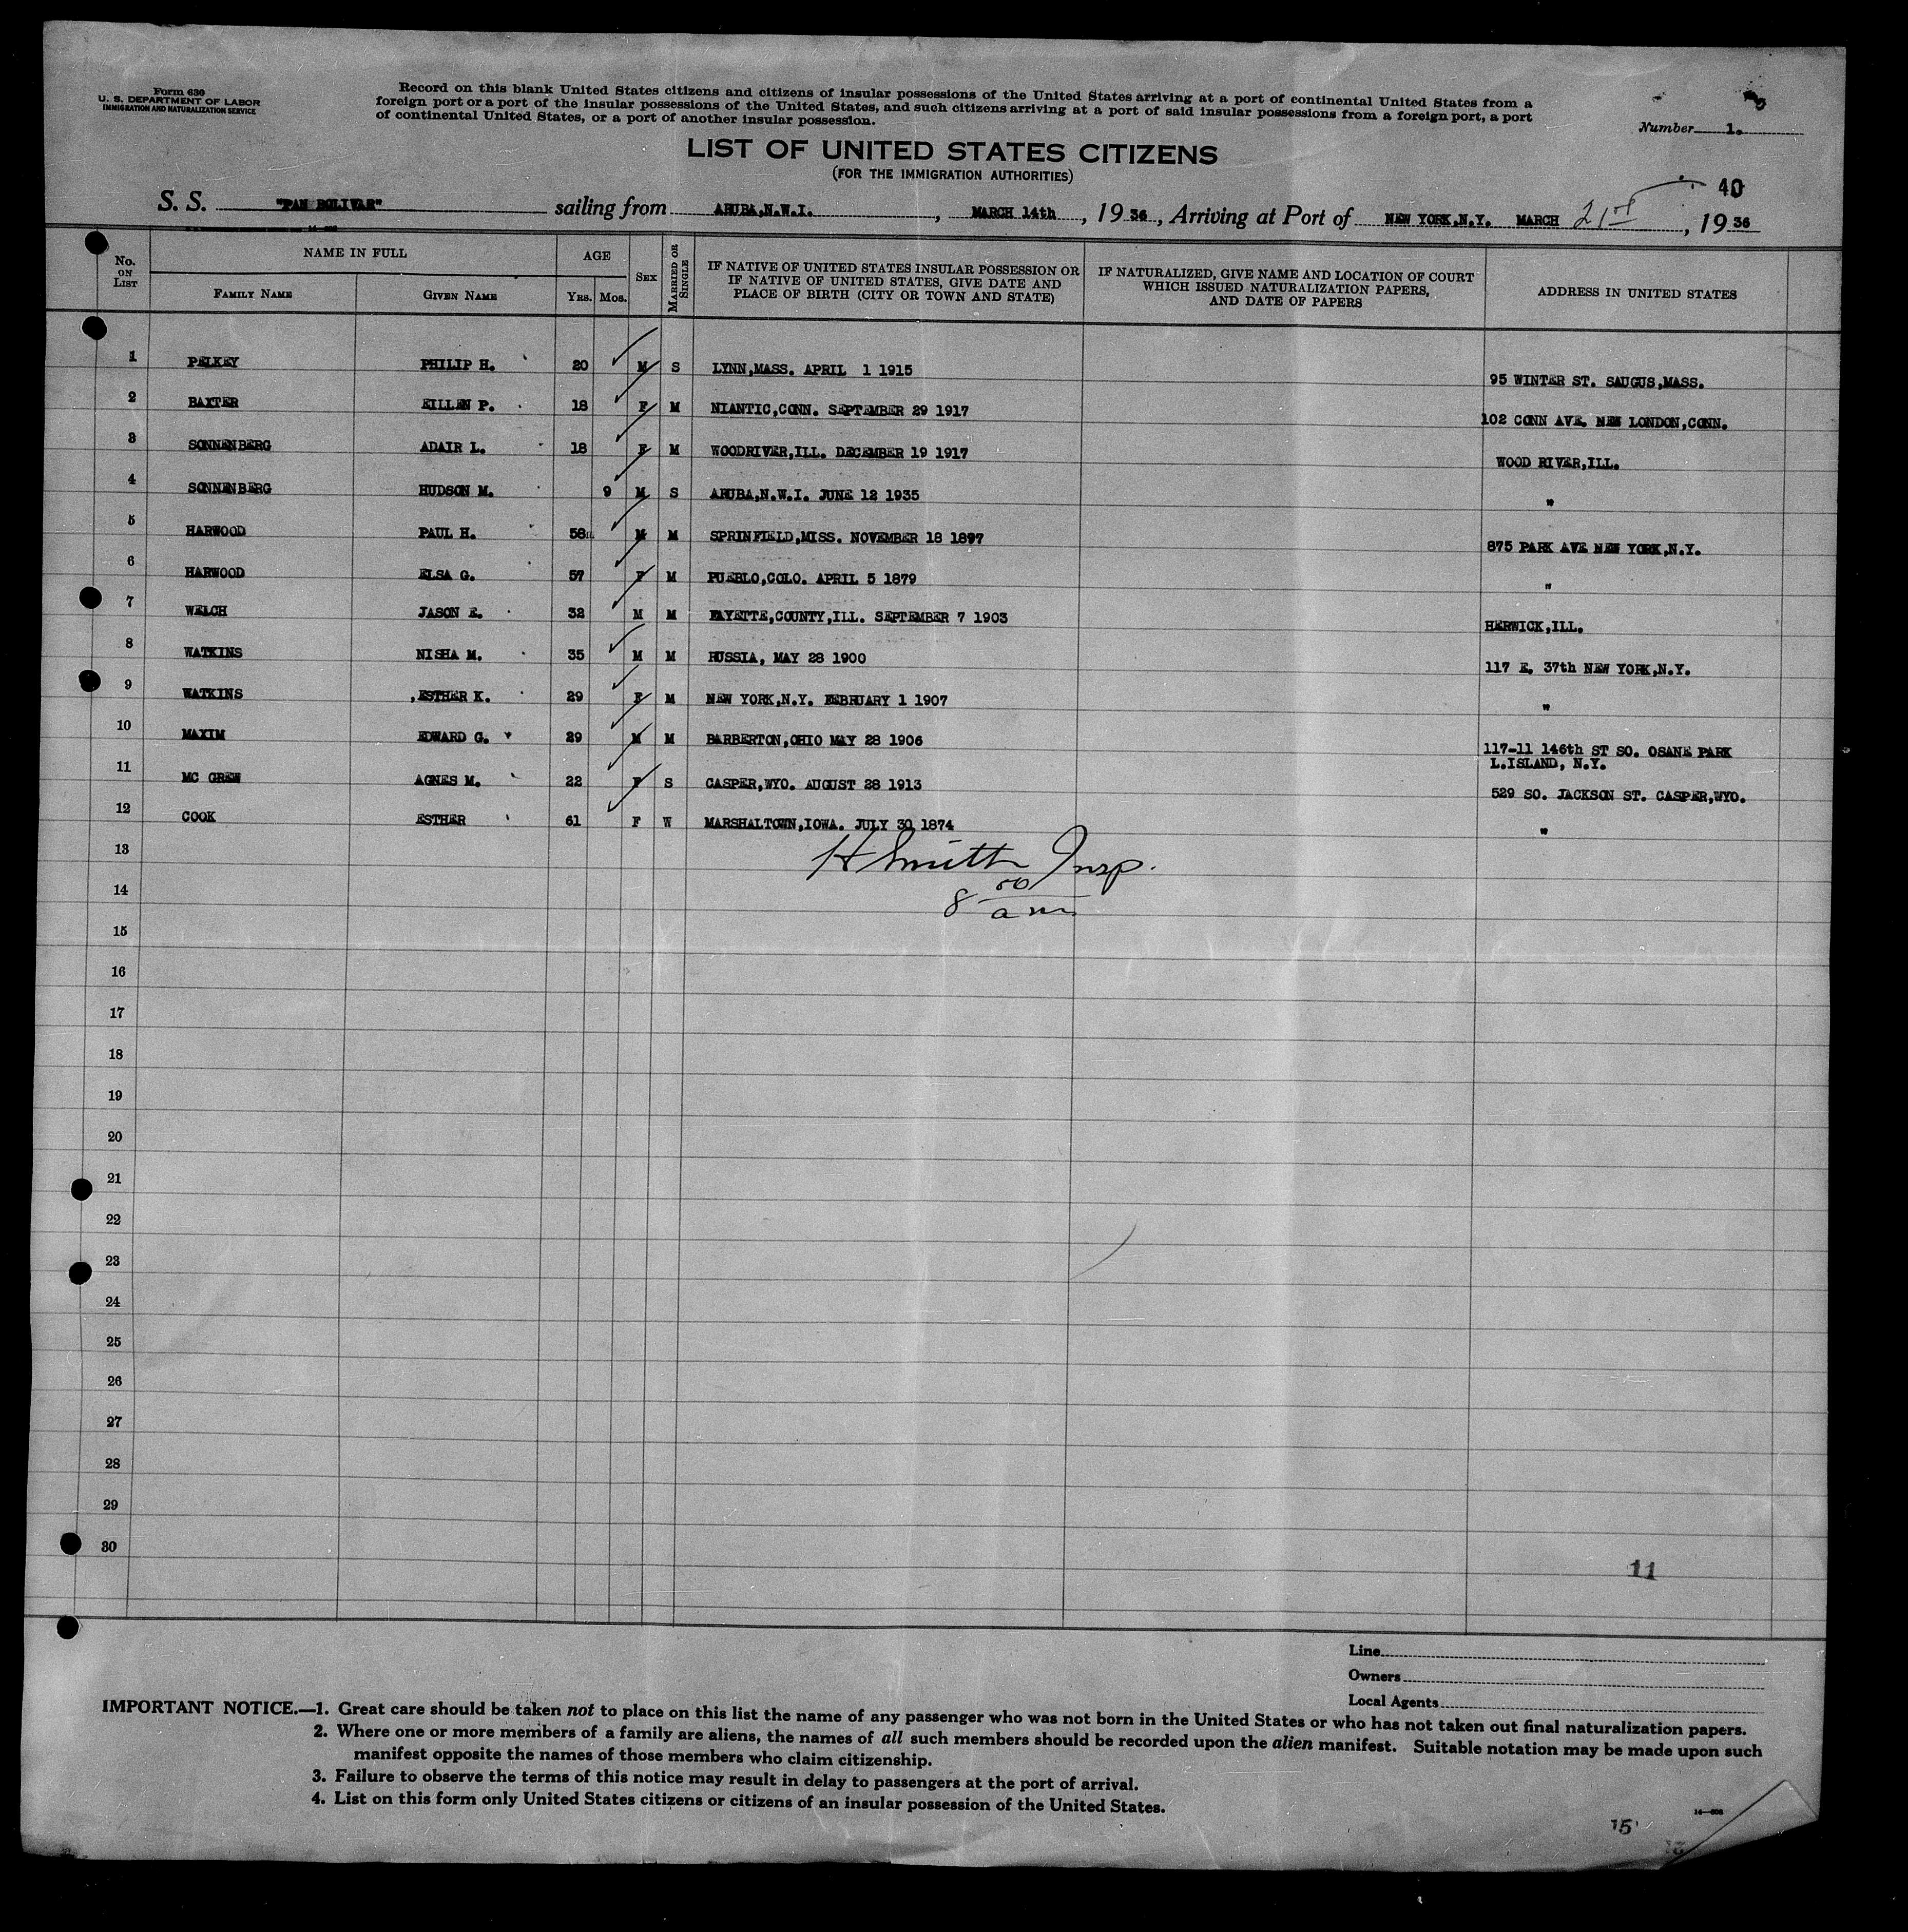 Form 630
U. S. DEPARTMENT OF LABOR
IMMIGRATION AND NATURALIZATION SERVICE
Record on this blank United States citizens and citizens of insular possessions of the United States arriving at a port of continental United States from a
foreign port or a port of the insular possessions of the United States, and such citizens arriving at a port of said insular possessions from a foreign port, a port
of continental United States, or a port of another insular possession.
Number 1.
LIST OF UNITED STATES CITIZENS
(FOR THE IMMIGRATION AUTHORITIES)
40
S. S. "PAN BOLIVAR" sailing from ARUBA,N.W.I. , MARCH 14th , 19 36 , Arriving at Port of NEW YORK,N.Y. MARCH 21st , 19 36
No. ON LIST
NAME IN FULL
FAMILY NAME GIVEN NAME
AGE
YRS. MOS.
SEX
MARRIED OR SINGLE
IF NATIVE OF UNITED STATES INSULAR POSSESSION OR
IF NATIVE OF UNITED STATES, GIVE DATE AND
PLACE OF BIRTH (CITY OR TOWN AND STATE)
IF NATURALIZED, GIVE NAME AND LOCATION OF COURT
WHICH ISSUED NATURALIZATION PAPERS,
AND DATE OF PAPERS
ADDRESS IN UNITED STATES
1 PELKEY PHILIP H. 20 M S LYNN,MASS. APRIL 1 1915 95 WINTER ST. SAUGUS,MASS.
2 BAXTER EILLEN P. 18 F M NIANTIC,CONN. SEPTEMBER 29 1917 102 CONN AVE. NEW LONDON,CONN.
3 SONNENBERG ADAIR L. 18 F M WOODRIVER,ILL. DECEMBER 19 1917 WOOD RIVER,ILL.
4 SONNENBERG HUDSON M. 9 M S ARUBA,N.W.I. JUNE 12 1935 "
5 HARWOOD PAUL H. 58 M M SPRINFIELD,MISS. NOVEMBER 18 1897 875 PARK AVE NEW YORK,N.Y.
6 HARWOOD ELSA G. 57 F M PUEBLO,COLO. APRIL 5 1879 "
7 WELCH JASON E. 32 M M FAYETTE,COUNTY,ILL. SEPTEMBER 7 1903 HERWICK,ILL.
8 WATKINS NISHA M. 35 M M RUSSIA, MAY 28 1900 117 E. 37th NEW YORK,N.Y.
9 WATKINS ,ESTHER K. 29 F M NEW YORK,N.Y. FEBRUARY 1 1907 "
10 MAXIM EDWARD G. 29 M M BARBERTON,OHIO MAY 28 1906 117-11 146th ST SO. OSANE PARK
L.ISLAND, N.Y.
11 MC GREW AGNES M. 22 F S CASPER,WYO. AUGUST 28 1913 529 SO. JACKSON ST. CASPER,WYO.
12 COOK ESTHER 61 F W MARSHALTOWN,IOWA. JULY 30 1874 "
13 H Smith Insp.
14 8 00 am
15
16
17
18
19
20
21
22
23
24
25
26
27
28
29
30
11
Line
Owners
Local Agents
IMPORTANT NOTICE.—1. Great care should be taken not to place on this list the name of any passenger who was not born in the United States or who has not taken out final naturalization papers.
2. Where one or more members of a family are aliens, the names of all such members should be recorded upon the alien manifest. Suitable notation may be made upon such
manifest opposite the names of those members who claim citizenship.
3. Failure to observe the terms of this notice may result in delay to passengers at the port of arrival.
4. List on this form only United States citizens or citizens of an insular possession of the United States.
14—608
15